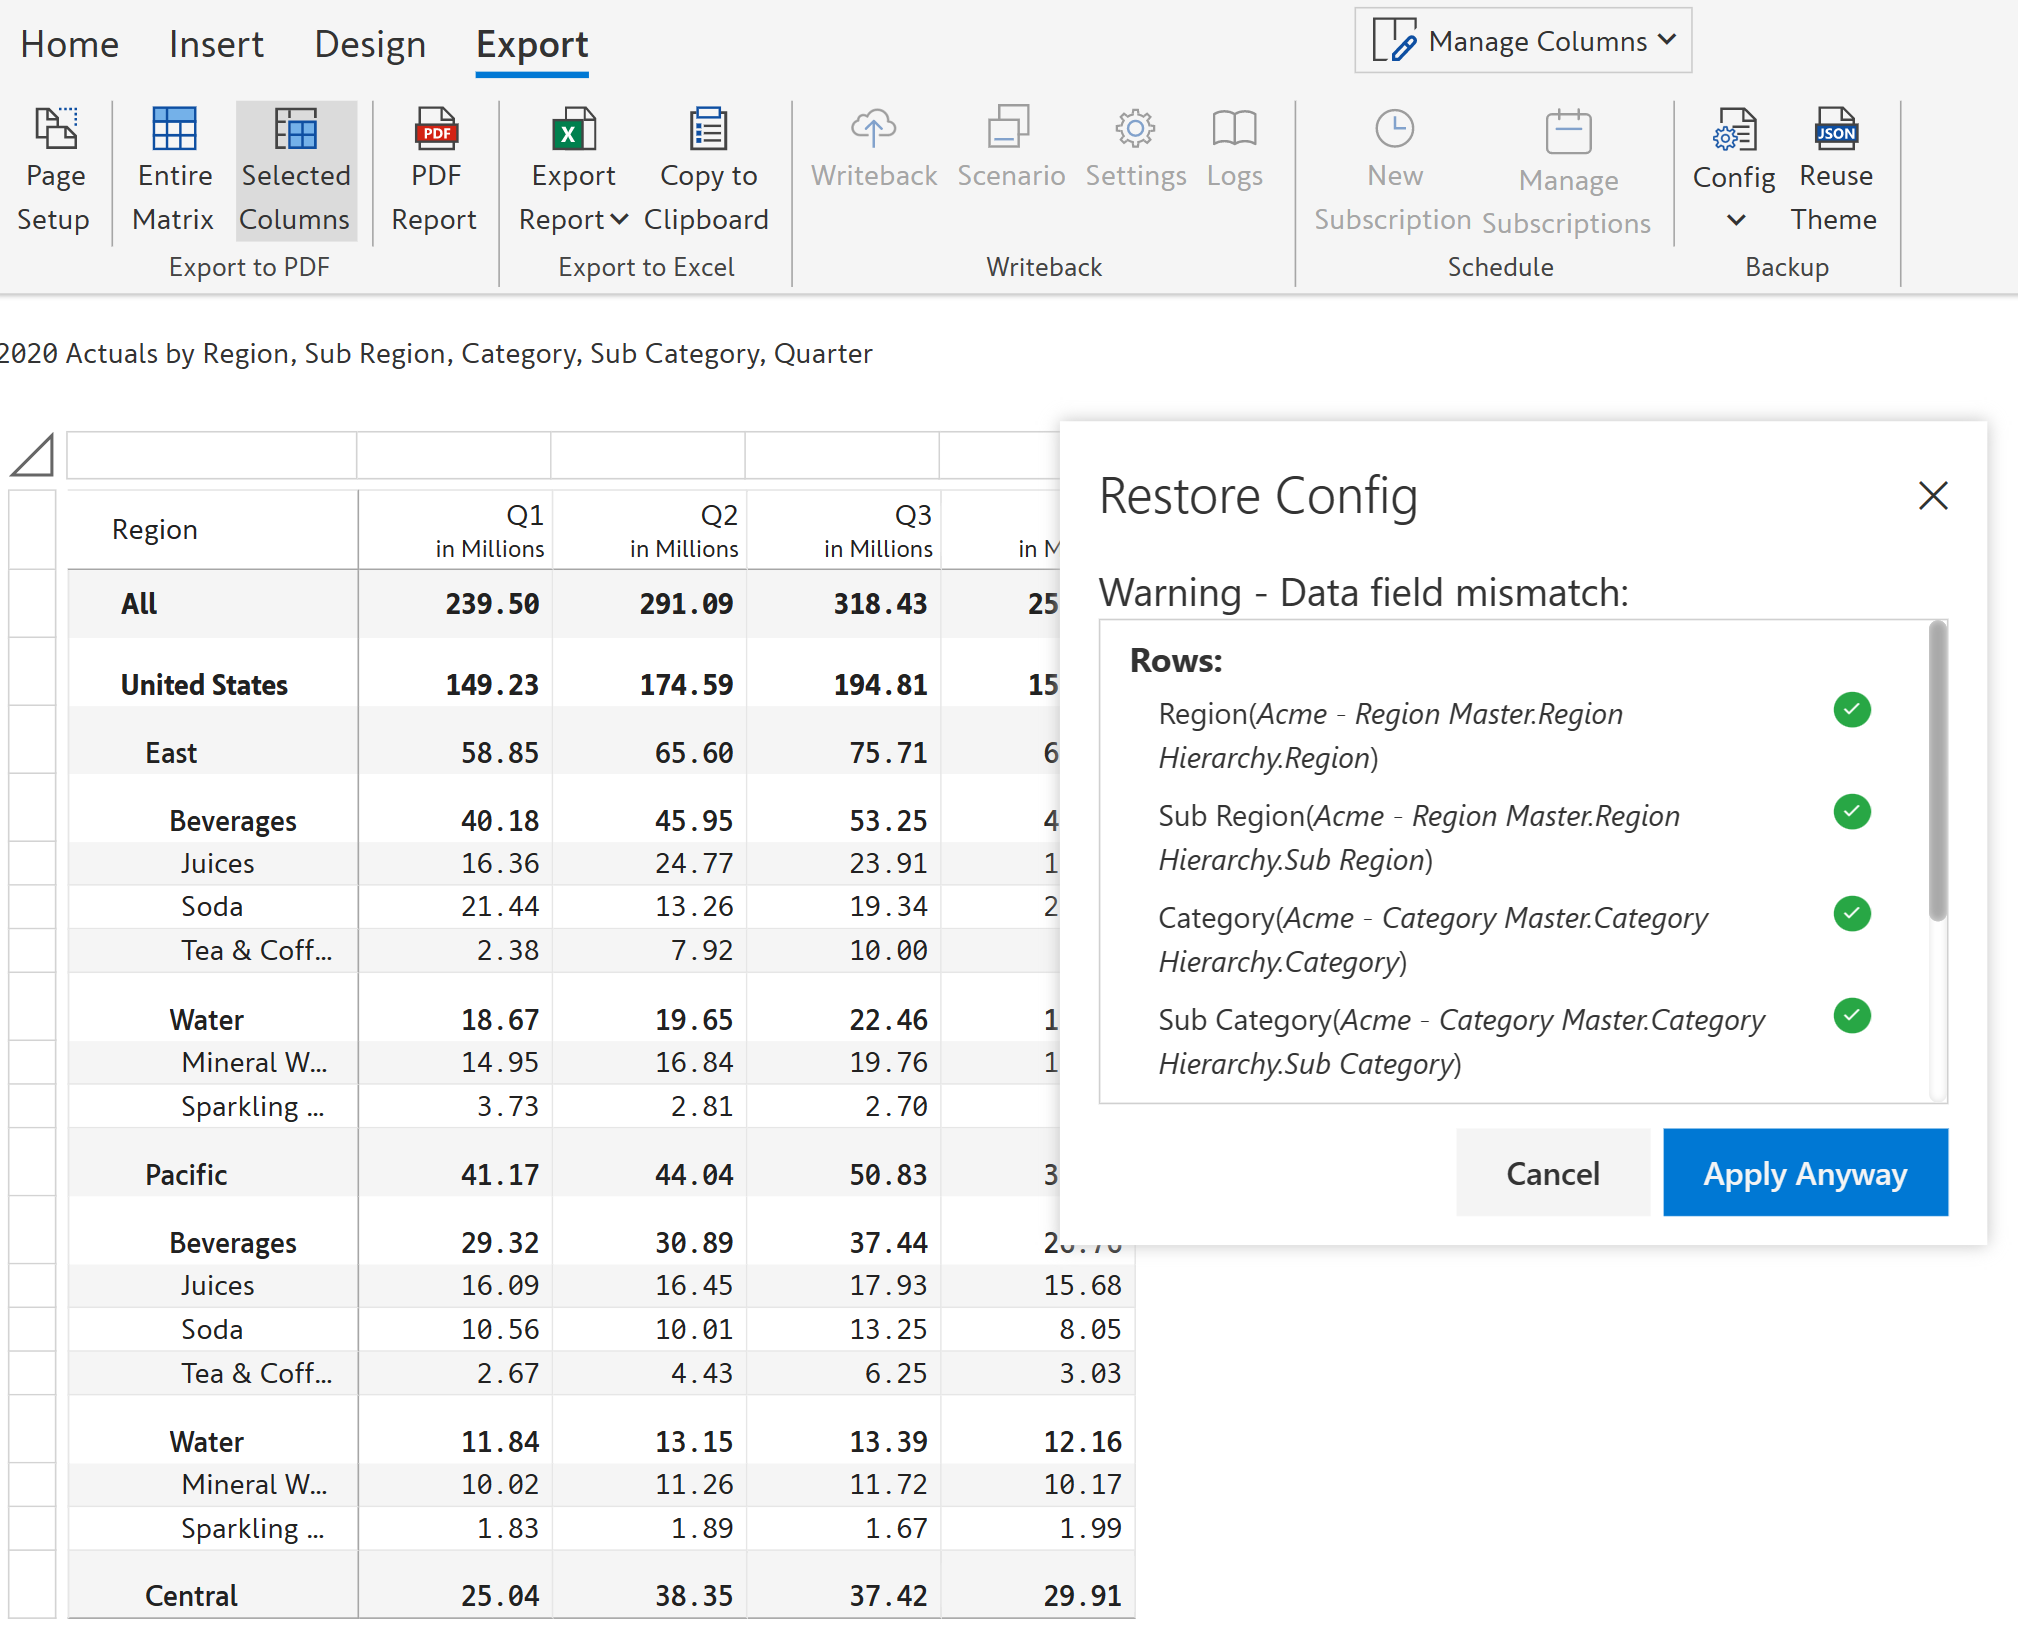 Home Insert Design Export Manage Columns
Page Setup
Entire Matrix
Selected Columns
PDF Report
Export Report
Copy to Clipboard
Writeback
Scenario
Settings
Logs
New Subscription
Manage Subscriptions
Config
Reuse Theme
Export to PDF Export to Excel Writeback Schedule Backup
2020 Actuals by Region, Sub Region, Category, Sub Category, Quarter
Region Q1 Q2 Q3
in Millions in Millions in Millions in
All 239.50 291.09 318.43 25
United States 149.23 174.59 194.81 15
East 58.85 65.60 75.71 6
Beverages 40.18 45.95 53.25 4
Juices 16.36 24.77 23.91 1
Soda 21.44 13.26 19.34 2
Tea & Coff... 2.38 7.92 10.00
Water 18.67 19.65 22.46 1
Mineral W... 14.95 16.84 19.76 1
Sparkling ... 3.73 2.81 2.70
Pacific 41.17 44.04 50.83 3
Beverages 29.32 30.89 37.44
Juices 16.09 16.45 17.93 15.68
Soda 10.56 10.01 13.25 8.05
Tea & Coff... 2.67 4.43 6.25 3.03
Water 11.84 13.15 13.39 12.16
Mineral W... 10.02 11.26 11.72 10.17
Sparkling ... 1.83 1.89 1.67 1.99
Central 25.04 38.35 37.42 29.91
Restore Config
Warning - Data field mismatch:
Rows:
Region(Acme - Region Master.Region
Hierarchy.Region)
Sub Region(Acme - Region Master.Region
Hierarchy.Sub Region)
Category(Acme - Category Master.Category
Hierarchy.Category)
Sub Category(Acme - Category Master.Category
Hierarchy.Sub Category)
Cancel Apply Anyway
PDF
X
JSON